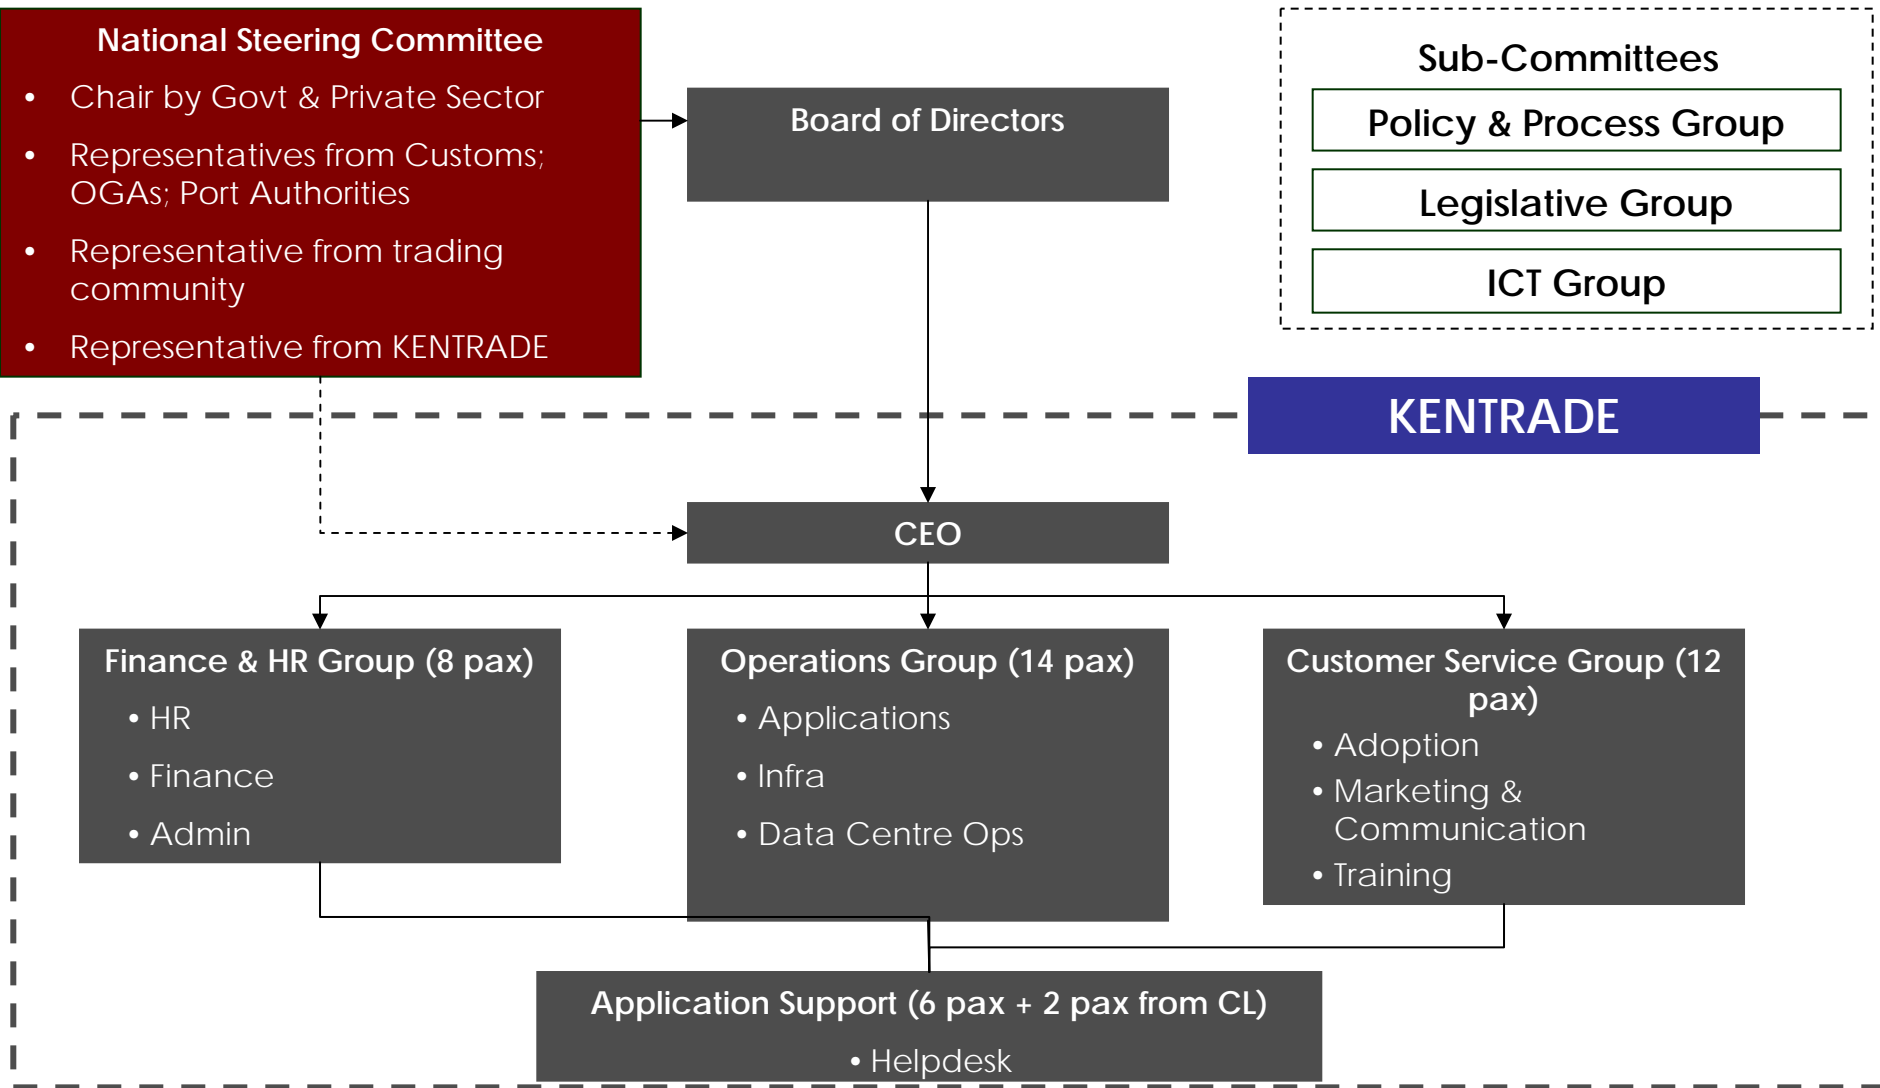 National Steering Committee
• Chair by Govt & Private Sector
• Representatives from Customs;
OGAs; Port Authorities
• Representative from trading
community
• Representative from KENTRADE
Board of Directors
Sub-Committees
Policy & Process Group
Legislative Group
ICT Group
KENTRADE
CEO
Finance & HR Group (8 pax)
• HR
• Finance
• Admin
Operations Group (14 pax)
• Applications
• Infra
• Data Centre Ops
Customer Service Group (12
pax)
• Adoption
• Marketing &
Communication
• Training
Application Support (6 pax + 2 pax from CL)
• Helpdesk